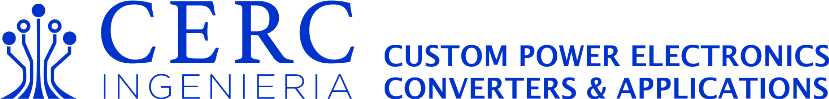 CERC
INGENIERIA
CUSTOM POWER ELECTRONICS
CONVERTERS & APPLICATIONS